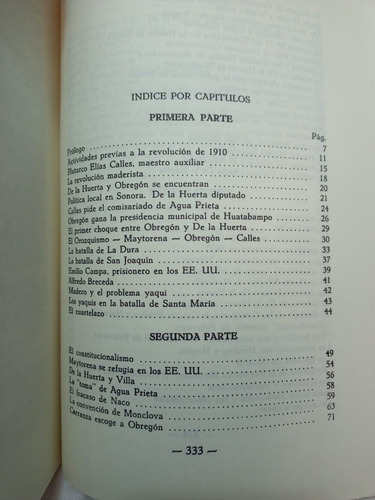 INDICE POR CAPITULOS
PRIMERA PARTE
Pág.
Prólogo 7
Actividades previas a la revolución de 1910 11
Plutarco Elías Calles, maestro auxiliar 15
La revolución maderista 18
De la Huerta y Obregón se encuentran 20
Política local en Sonora. De la Huerta diputado 21
Calles pide el comisariado de Agua Prieta 24
Obregón gana la presidencia municipal de Huatabampo 26
El primer choque entre Obregón y De la Huerta 29
El Orozquismo — Maytorena — Obregón — Calles 30
La batalla de La Dura 33
La batalla de San Joaquín 37
Emilio Campa, prisionero en los EE. UU. 39
Alfredo Breceda 41
Madero y el problema yaqui 42
Los yaquis en la batalla de Santa María 43
El cuartelazo 44
SEGUNDA PARTE
El constitucionalismo 49
Maytorena se refugia en los EE. UU. 54
De la Huerta y Villa 56
La "toma" de Agua Prieta 58
El fracaso de Naco 59
La convención de Monclova 63
Carranza escoge a Obregón 71
— 333 —